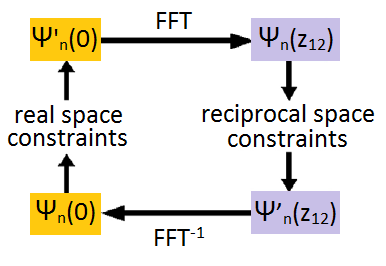 Ψ'ₙ(0)
FFT
Ψₙ(z₁₂)
real space
constraints
reciprocal space
constraints
Ψₙ(0)
FFT⁻¹
Ψ'ₙ(z₁₂)